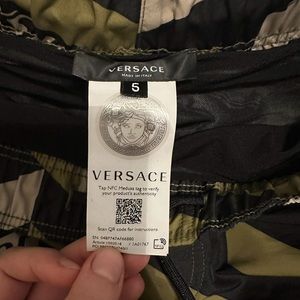 VERSACE
MADE IN ITALY
5
VERSACE
Tap NFC Medusa tag to verify
your product's authenticity
Scan QR code for instructions